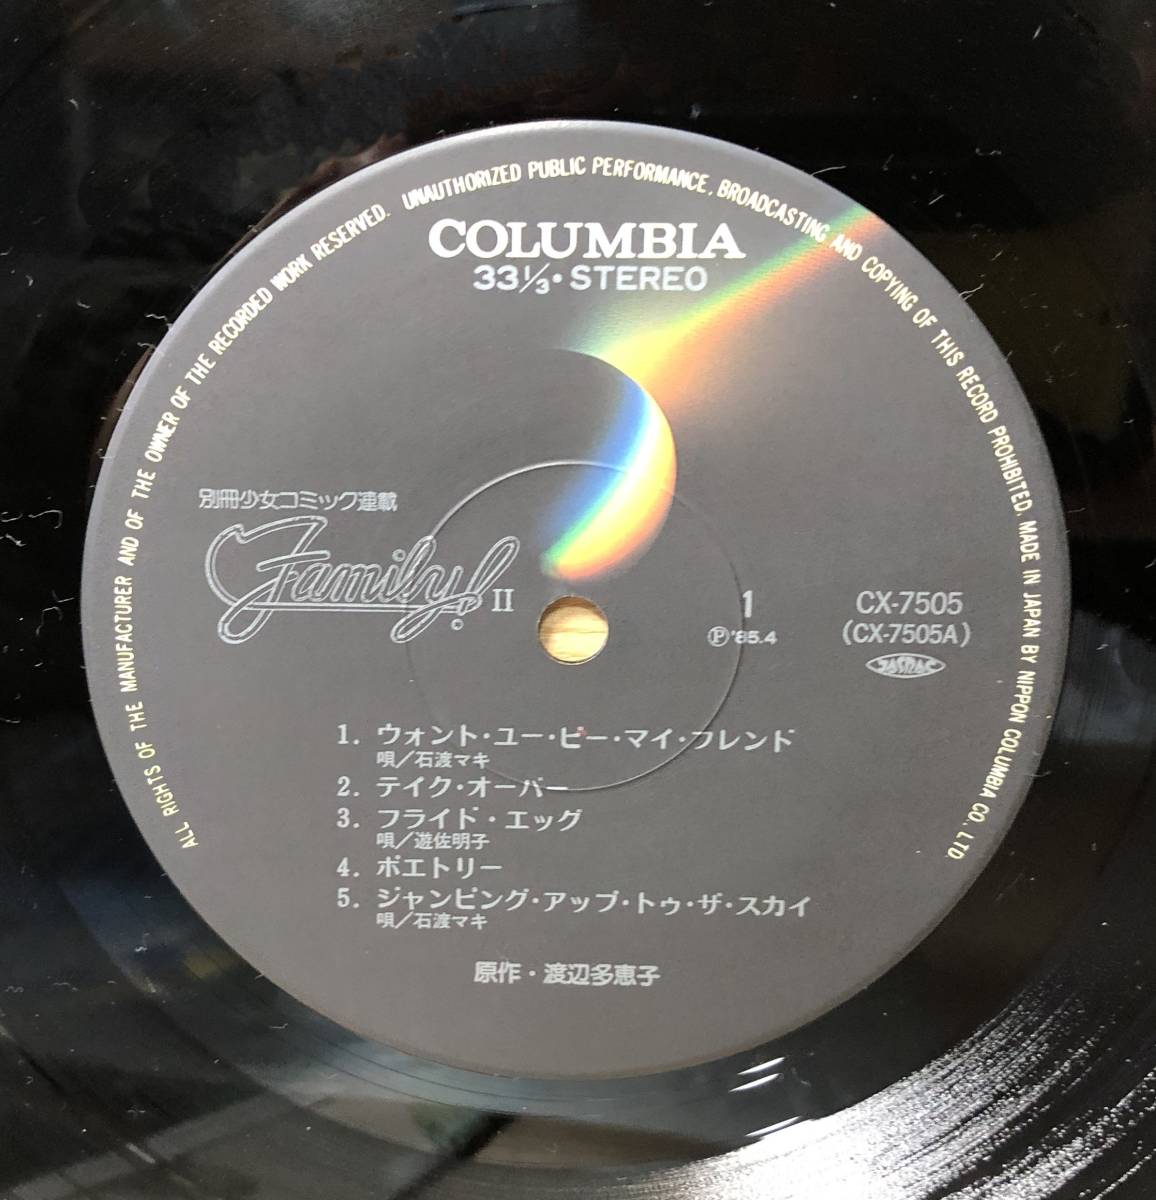 ALL RIGHTS OF THE MANUFACTURER AND OF THE OWNER OF THE RECORDED WORK RESERVED. UNAUTHORIZED PUBLIC PERFORMANCE, BROADCASTING AND COPYING OF THIS RECORD PROHIBITED. MADE IN JAPAN BY NIPPON COLUMBIA CO., LTD.
COLUMBIA
33 1/3・STEREO
別冊少女コミック連載
Family! II
1
Ⓟ'85.4
CX-7505
(CX-7505A)
JASRAC
1. ウォント・ユー・ビー・マイ・フレンド
唄/石渡マキ
2. テイク・オーバー
3. フライド・エッグ
唄/遊佐明子
4. ポエトリー
5. ジャンピング・アップ・トゥ・ザ・スカイ
唄/石渡マキ
原作・渡辺多恵子